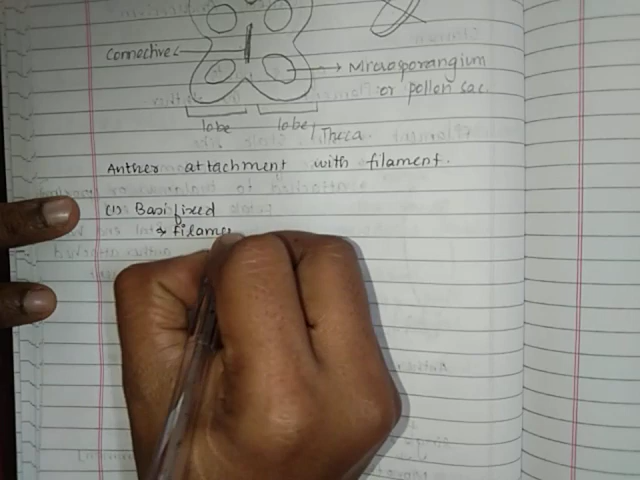 Connective
Microsporangium
or pollen sac
lobe lobe/Theca
Anther attachment with filament.
(1) Basifixed